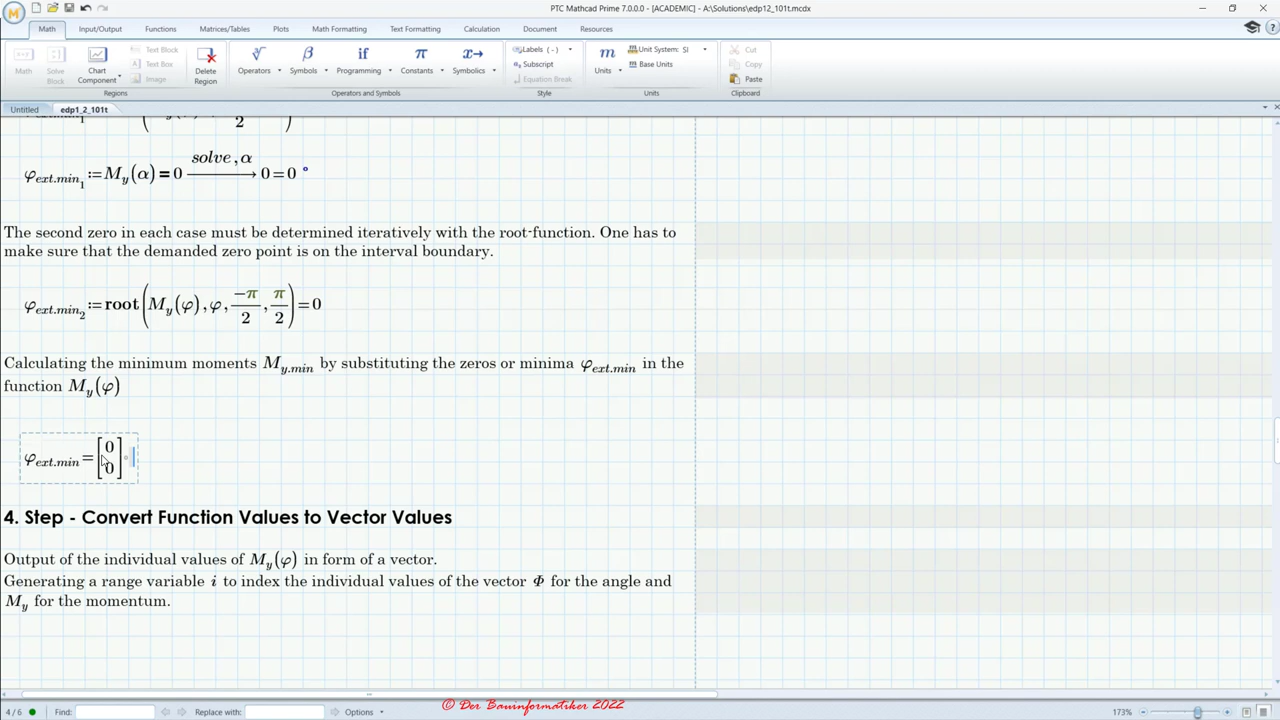 PTC Mathcad Prime 7.0.0.0 - [ACADEMIC] - A:\Solutions\edp12_101t.mcdx
Math Input/Output Functions Matrices/Tables Plots Math Formatting Text Formatting Calculation Document Resources
Math Solve Block Chart Component Text Block Text Box Image Delete Region Operators Symbols Programming Constants Symbolics Labels ( - ) Subscript Equation Break Units Unit System: SI Base Units Cut Copy Paste
Regions Operators and Symbols Style Units Clipboard
Untitled edp1_2_101t
2
φext.min1 := My(α) = 0 solve , α → 0 = 0 °
The second zero in each case must be determined iteratively with the root-function. One has to
make sure that the demanded zero point is on the interval boundary.
φext.min2 := root(My(φ), φ, −π/2, π/2) = 0
Calculating the minimum moments My.min by substituting the zeros or minima φext.min in the
function My(φ)
φext.min = [0 0]
4. Step - Convert Function Values to Vector Values
Output of the individual values of My(φ) in form of a vector.
Generating a range variable i to index the individual values of the vector Φ for the angle and
My for the momentum.
© Der Bauinformatiker 2022
4 / 6 Find: Replace with: Options 173%